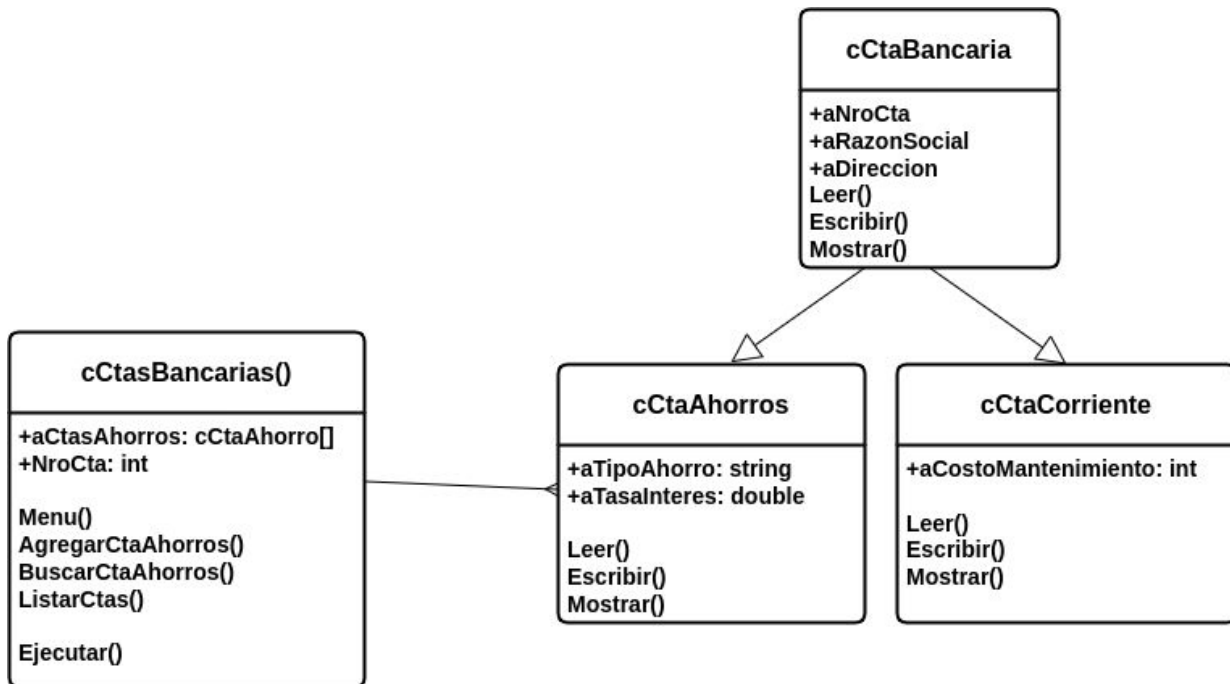 cCtaBancaria
+aNroCta
+aRazonSocial
+aDireccion
Leer()
Escribir()
Mostrar()
cCtasBancarias()
+aCtasAhorros: cCtaAhorro[]
+NroCta: int
Menu()
AgregarCtaAhorros()
BuscarCtaAhorros()
ListarCtas()
Ejecutar()
cCtaAhorros
+aTipoAhorro: string
+aTasaInteres: double
Leer()
Escribir()
Mostrar()
cCtaCorriente
+aCostoMantenimiento: int
Leer()
Escribir()
Mostrar()